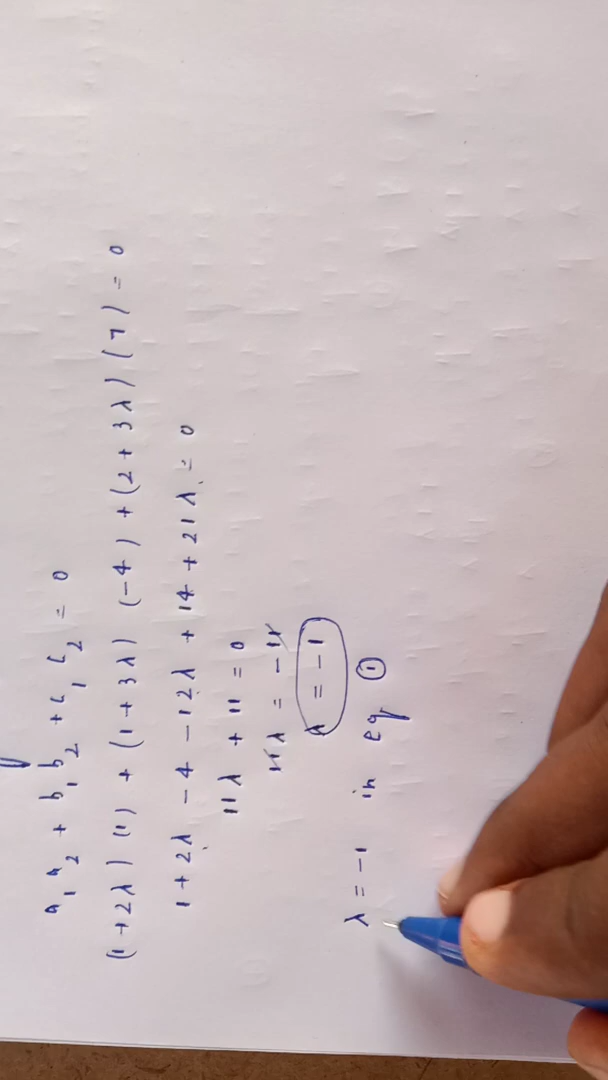 a₁a₂ + b₁b₂ + c₁c₂ = 0
(1+2λ) (1) + (1+3λ) (-4) + (2+3λ) (7) = 0
1+2λ - 4 - 12λ + 14 + 21λ = 0
11λ + 11 = 0
11λ = -11
λ = -1
λ = -1 in eq ①